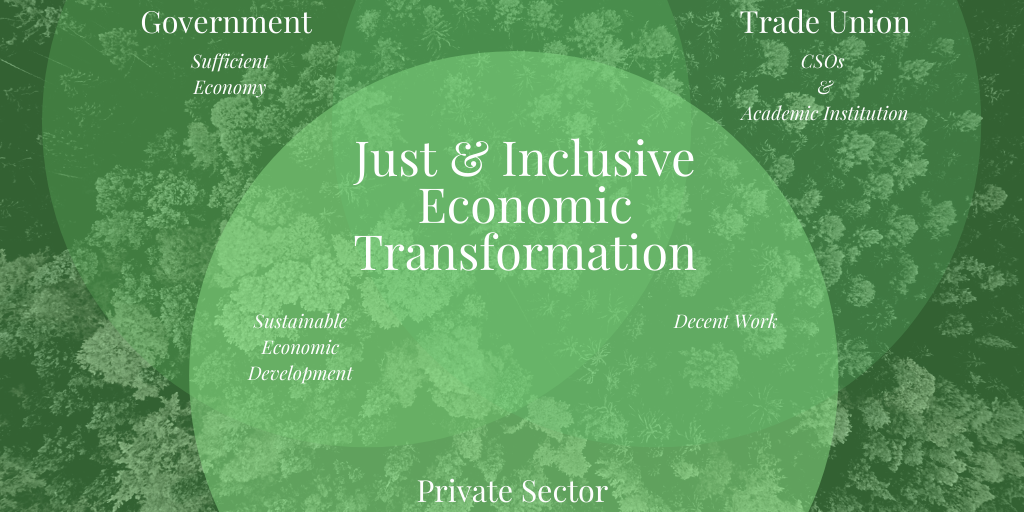 Government
Sufficient
Economy
Trade Union
CSOs
&
Academic Institution
Just & Inclusive
Economic
Transformation
Sustainable
Economic
Development
Decent Work
Private Sector